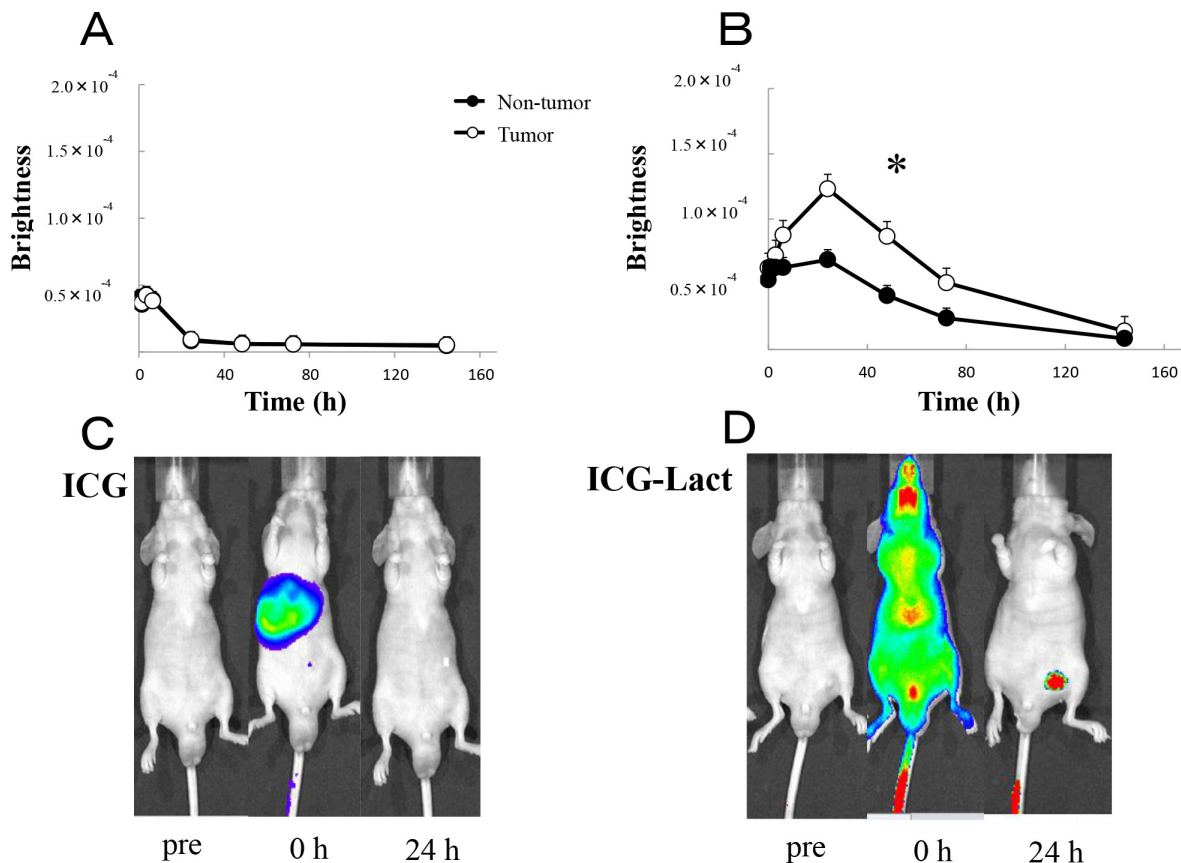 A
B
2.0×10⁻⁴
1.5×10⁻⁴
1.0×10⁻⁴
0.5×10⁻⁴
Brightness
0 40 80 120 160
Time (h)
Non-tumor
Tumor
2.0×10⁻⁴
1.5×10⁻⁴
1.0×10⁻⁴
0.5×10⁻⁴
Brightness
*
0 40 80 120 160
Time (h)
C
D
ICG
pre 0 h 24 h
ICG-Lact
pre 0 h 24 h